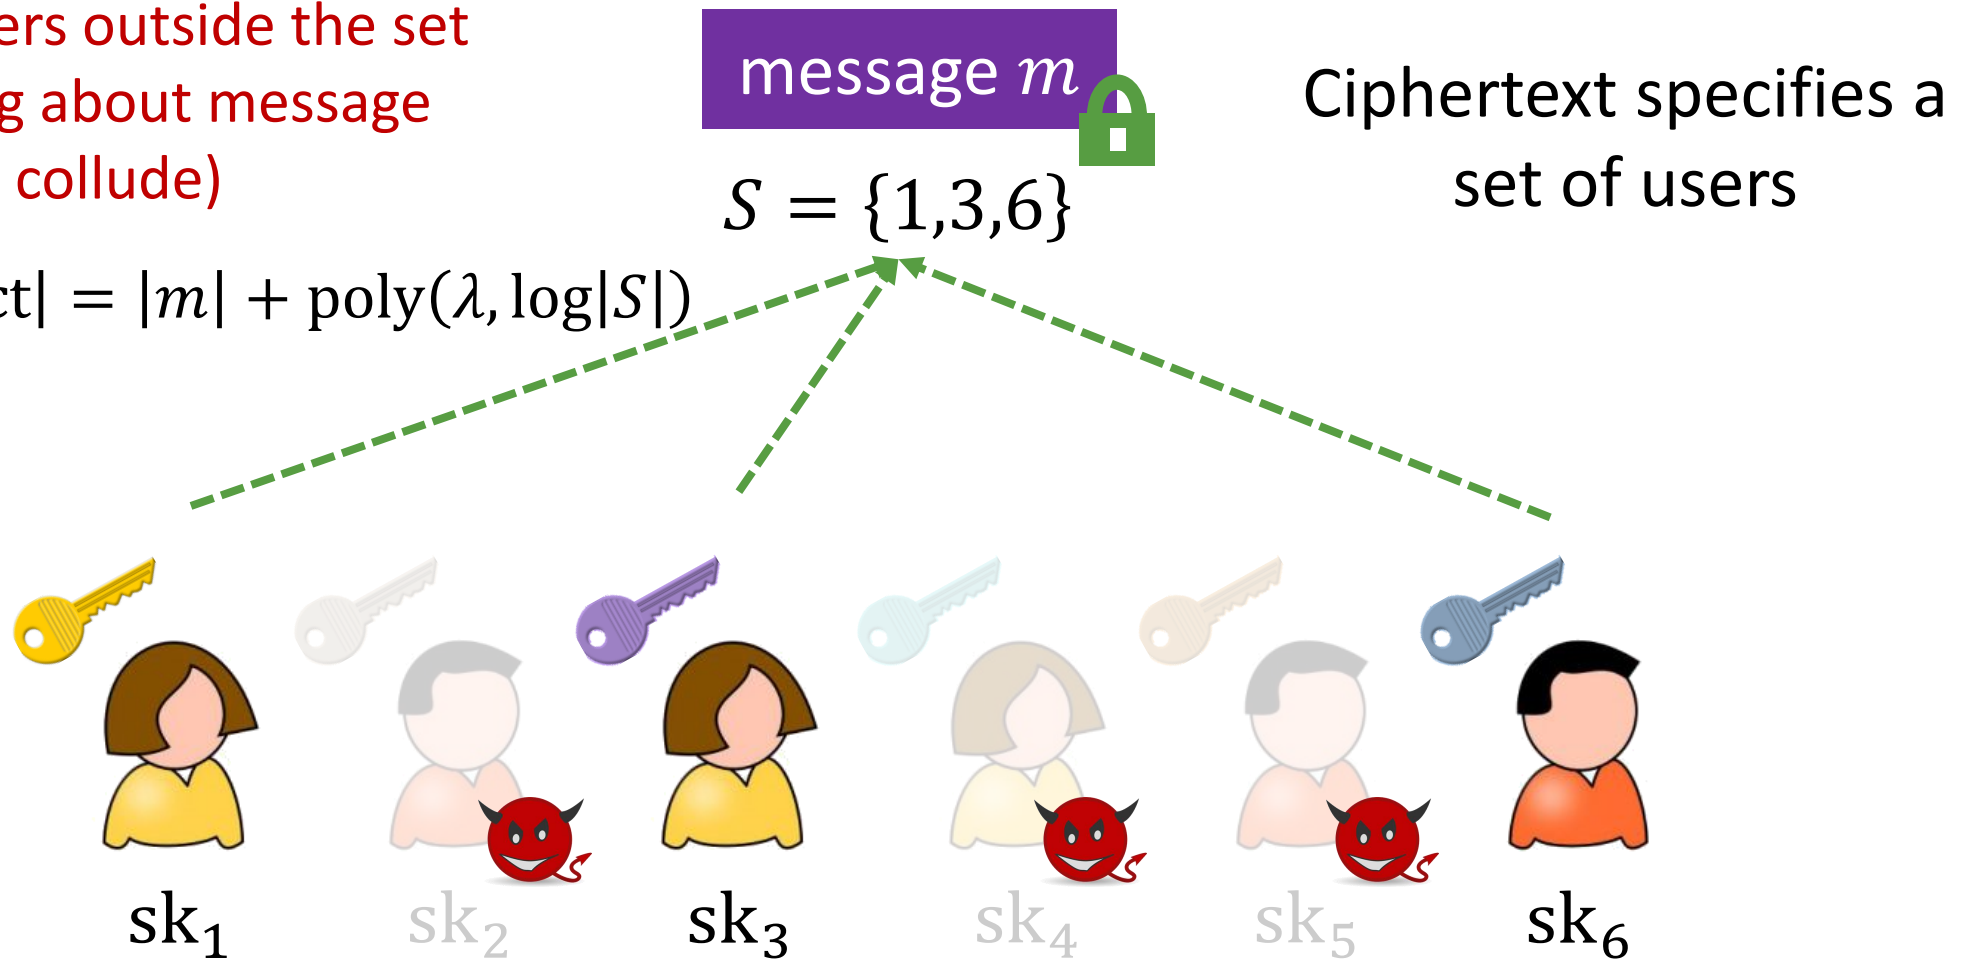 ers outside the set
g about message
collude)
message m
S = {1,3,6}
Ciphertext specifies a
set of users
ct| = |m| + poly(λ, log|S|)
sk₁ sk₂ sk₃ sk₄ sk₅ sk₆